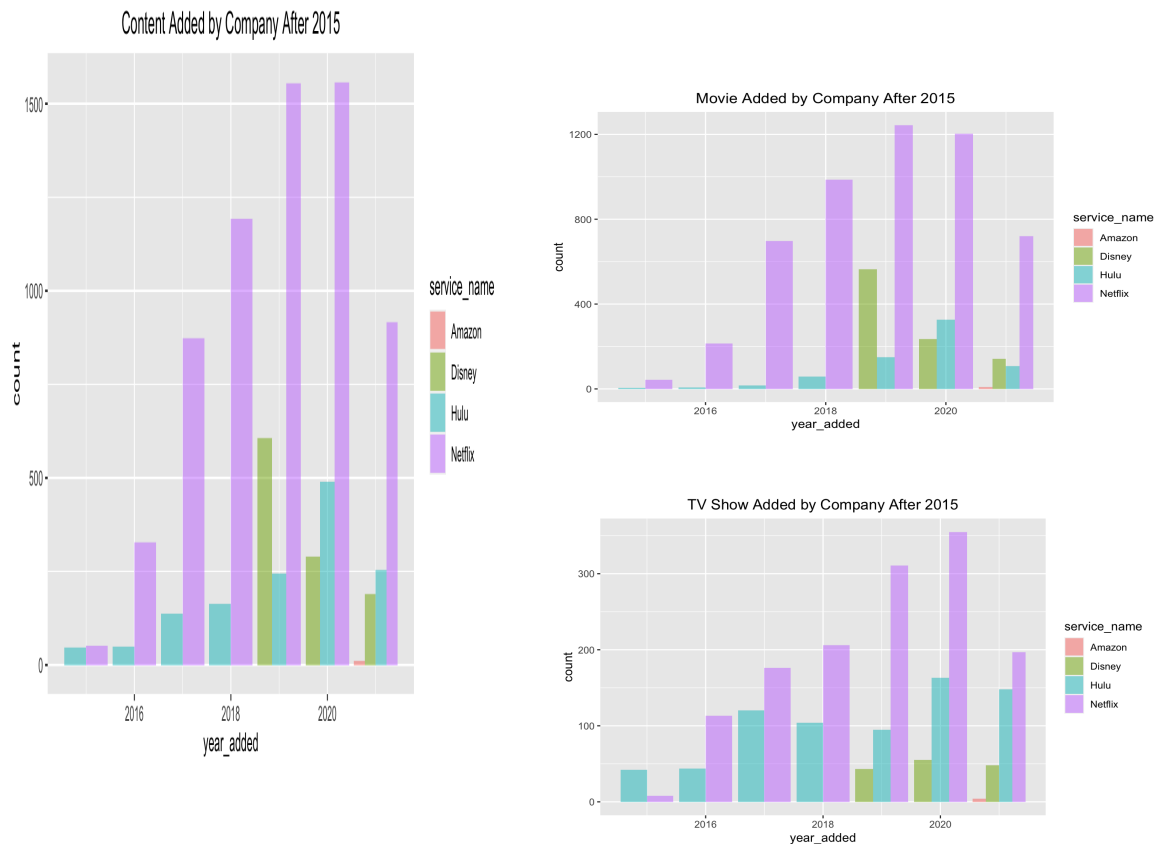 Content Added by Company After 2015
1500
1000
500
0
count
2016 2018 2020
year_added
service_name
Amazon
Disney
Hulu
Netflix
Movie Added by Company After 2015
1200
800
400
0
count
2016 2018 2020
year_added
service_name
Amazon
Disney
Hulu
Netflix
TV Show Added by Company After 2015
300
200
100
0
count
2016 2018 2020
year_added
service_name
Amazon
Disney
Hulu
Netflix